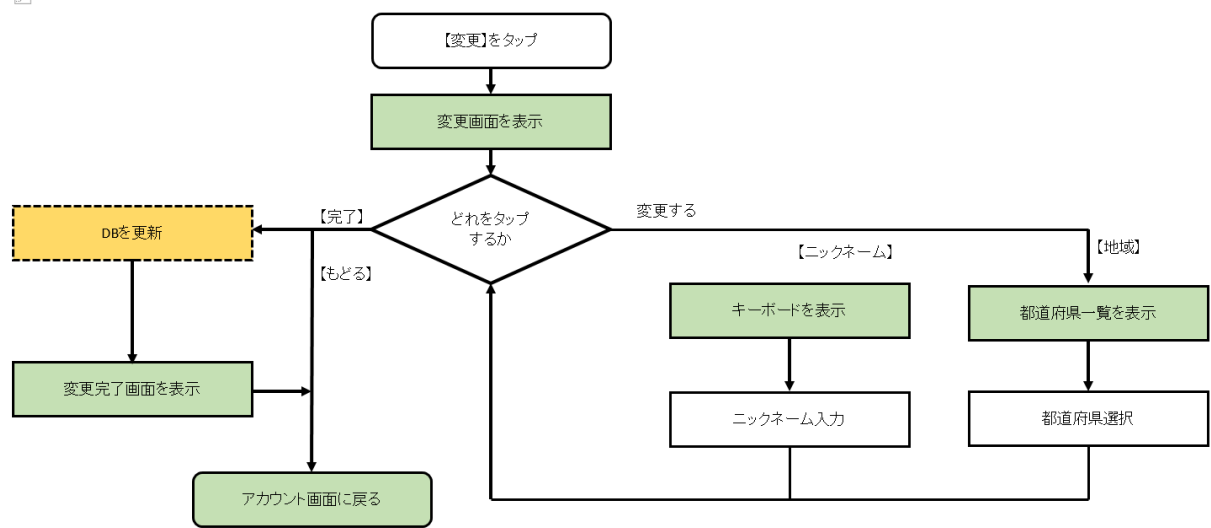 【変更】をタップ
変更画面を表示
どれをタップ
するか
【完了】
変更する
DBを更新
【もどる】
【ニックネーム】
【地域】
キーボードを表示
都道府県一覧を表示
変更完了画面を表示
ニックネーム入力
都道府県選択
アカウント画面に戻る